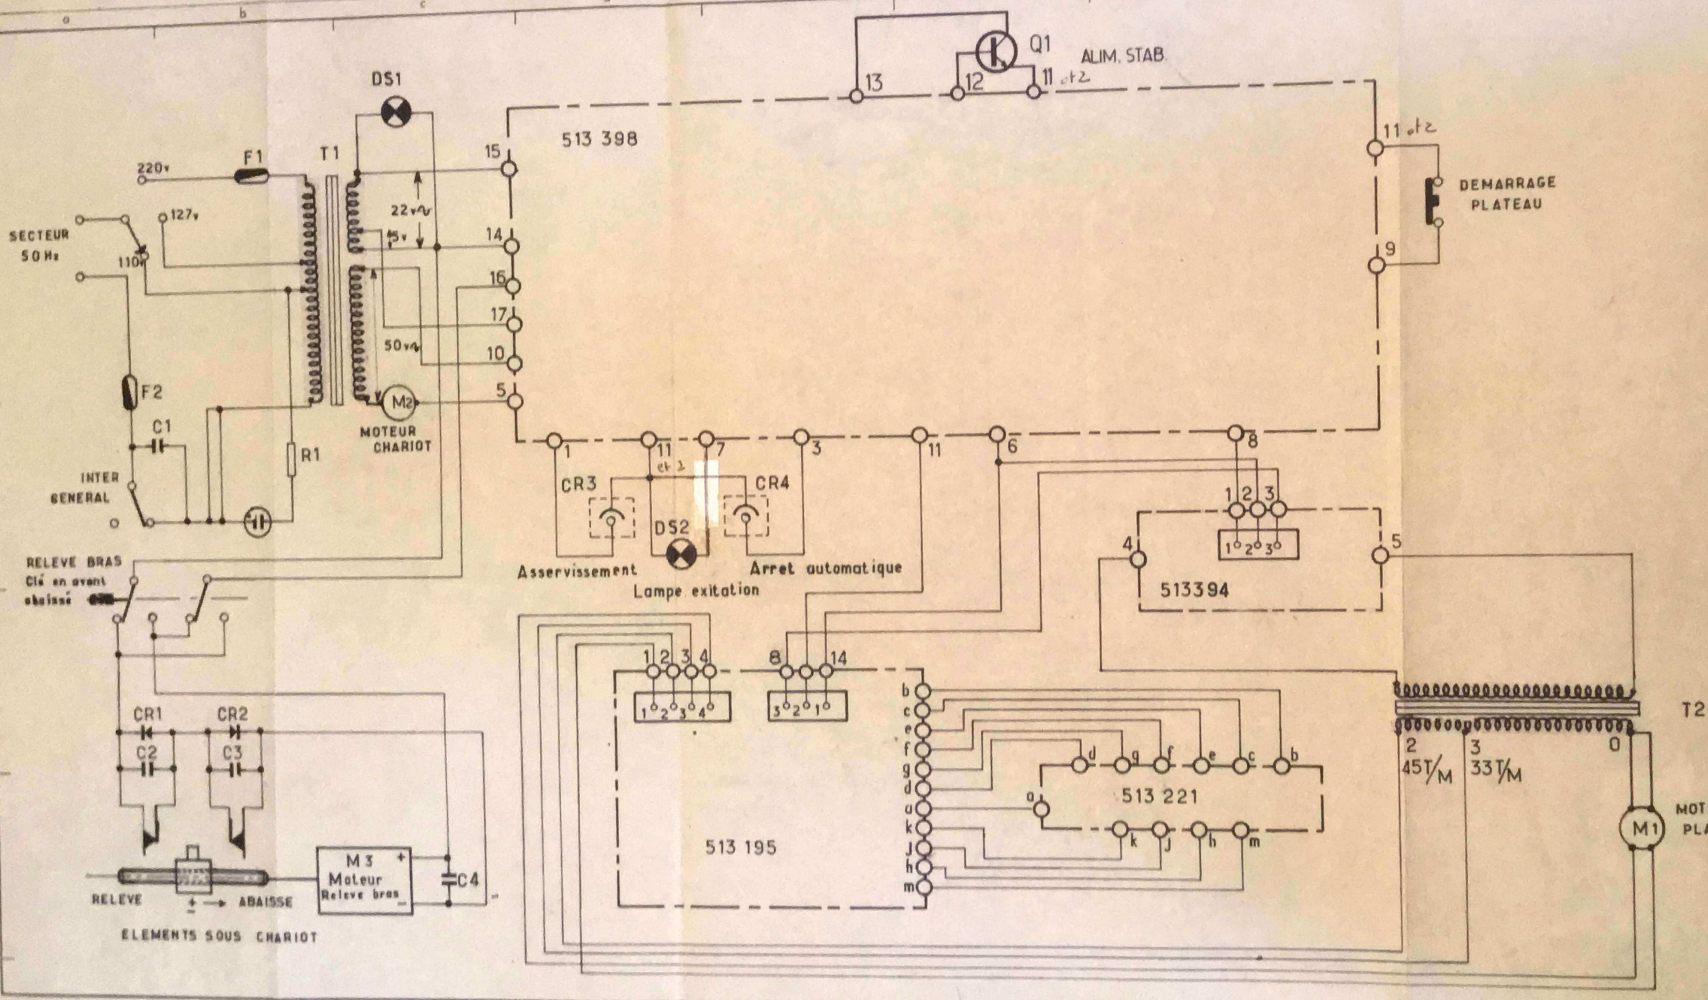 a
b
c
DS1
Q1
ALIM. STAB
13
12
11 et 2
513 398
F1
T1
220v
127v
110v
SECTEUR
50 Hz
22v
15
14
16
17
10
5
50v
M2
MOTEUR
CHARIOT
11 et 2
9
DEMARRAGE
PLATEAU
F2
C1
R1
INTER
GENERAL
1
11
7
3
11
6
8
CR3
CR4
DS2
Asservissement
Arret automatique
Lampe exitation
1 2 3
1 2 3
4
5
513394
RELEVE BRAS
Clé en avant
abaissé
1 2 3 4
1 2 3 4
8
14
3 2 1
b
c
e
f
g
d
a
k
j
h
m
513 195
d
g
f
e
c
b
a
513 221
k
j
h
m
T2
2
3
0
45T/M
33T/M
M1
CR1
CR2
C2
C3
M3
Moteur
Releve bras
+
-
C4
RELEVE
+
-
ABAISSE
ELEMENTS SOUS CHARIOT